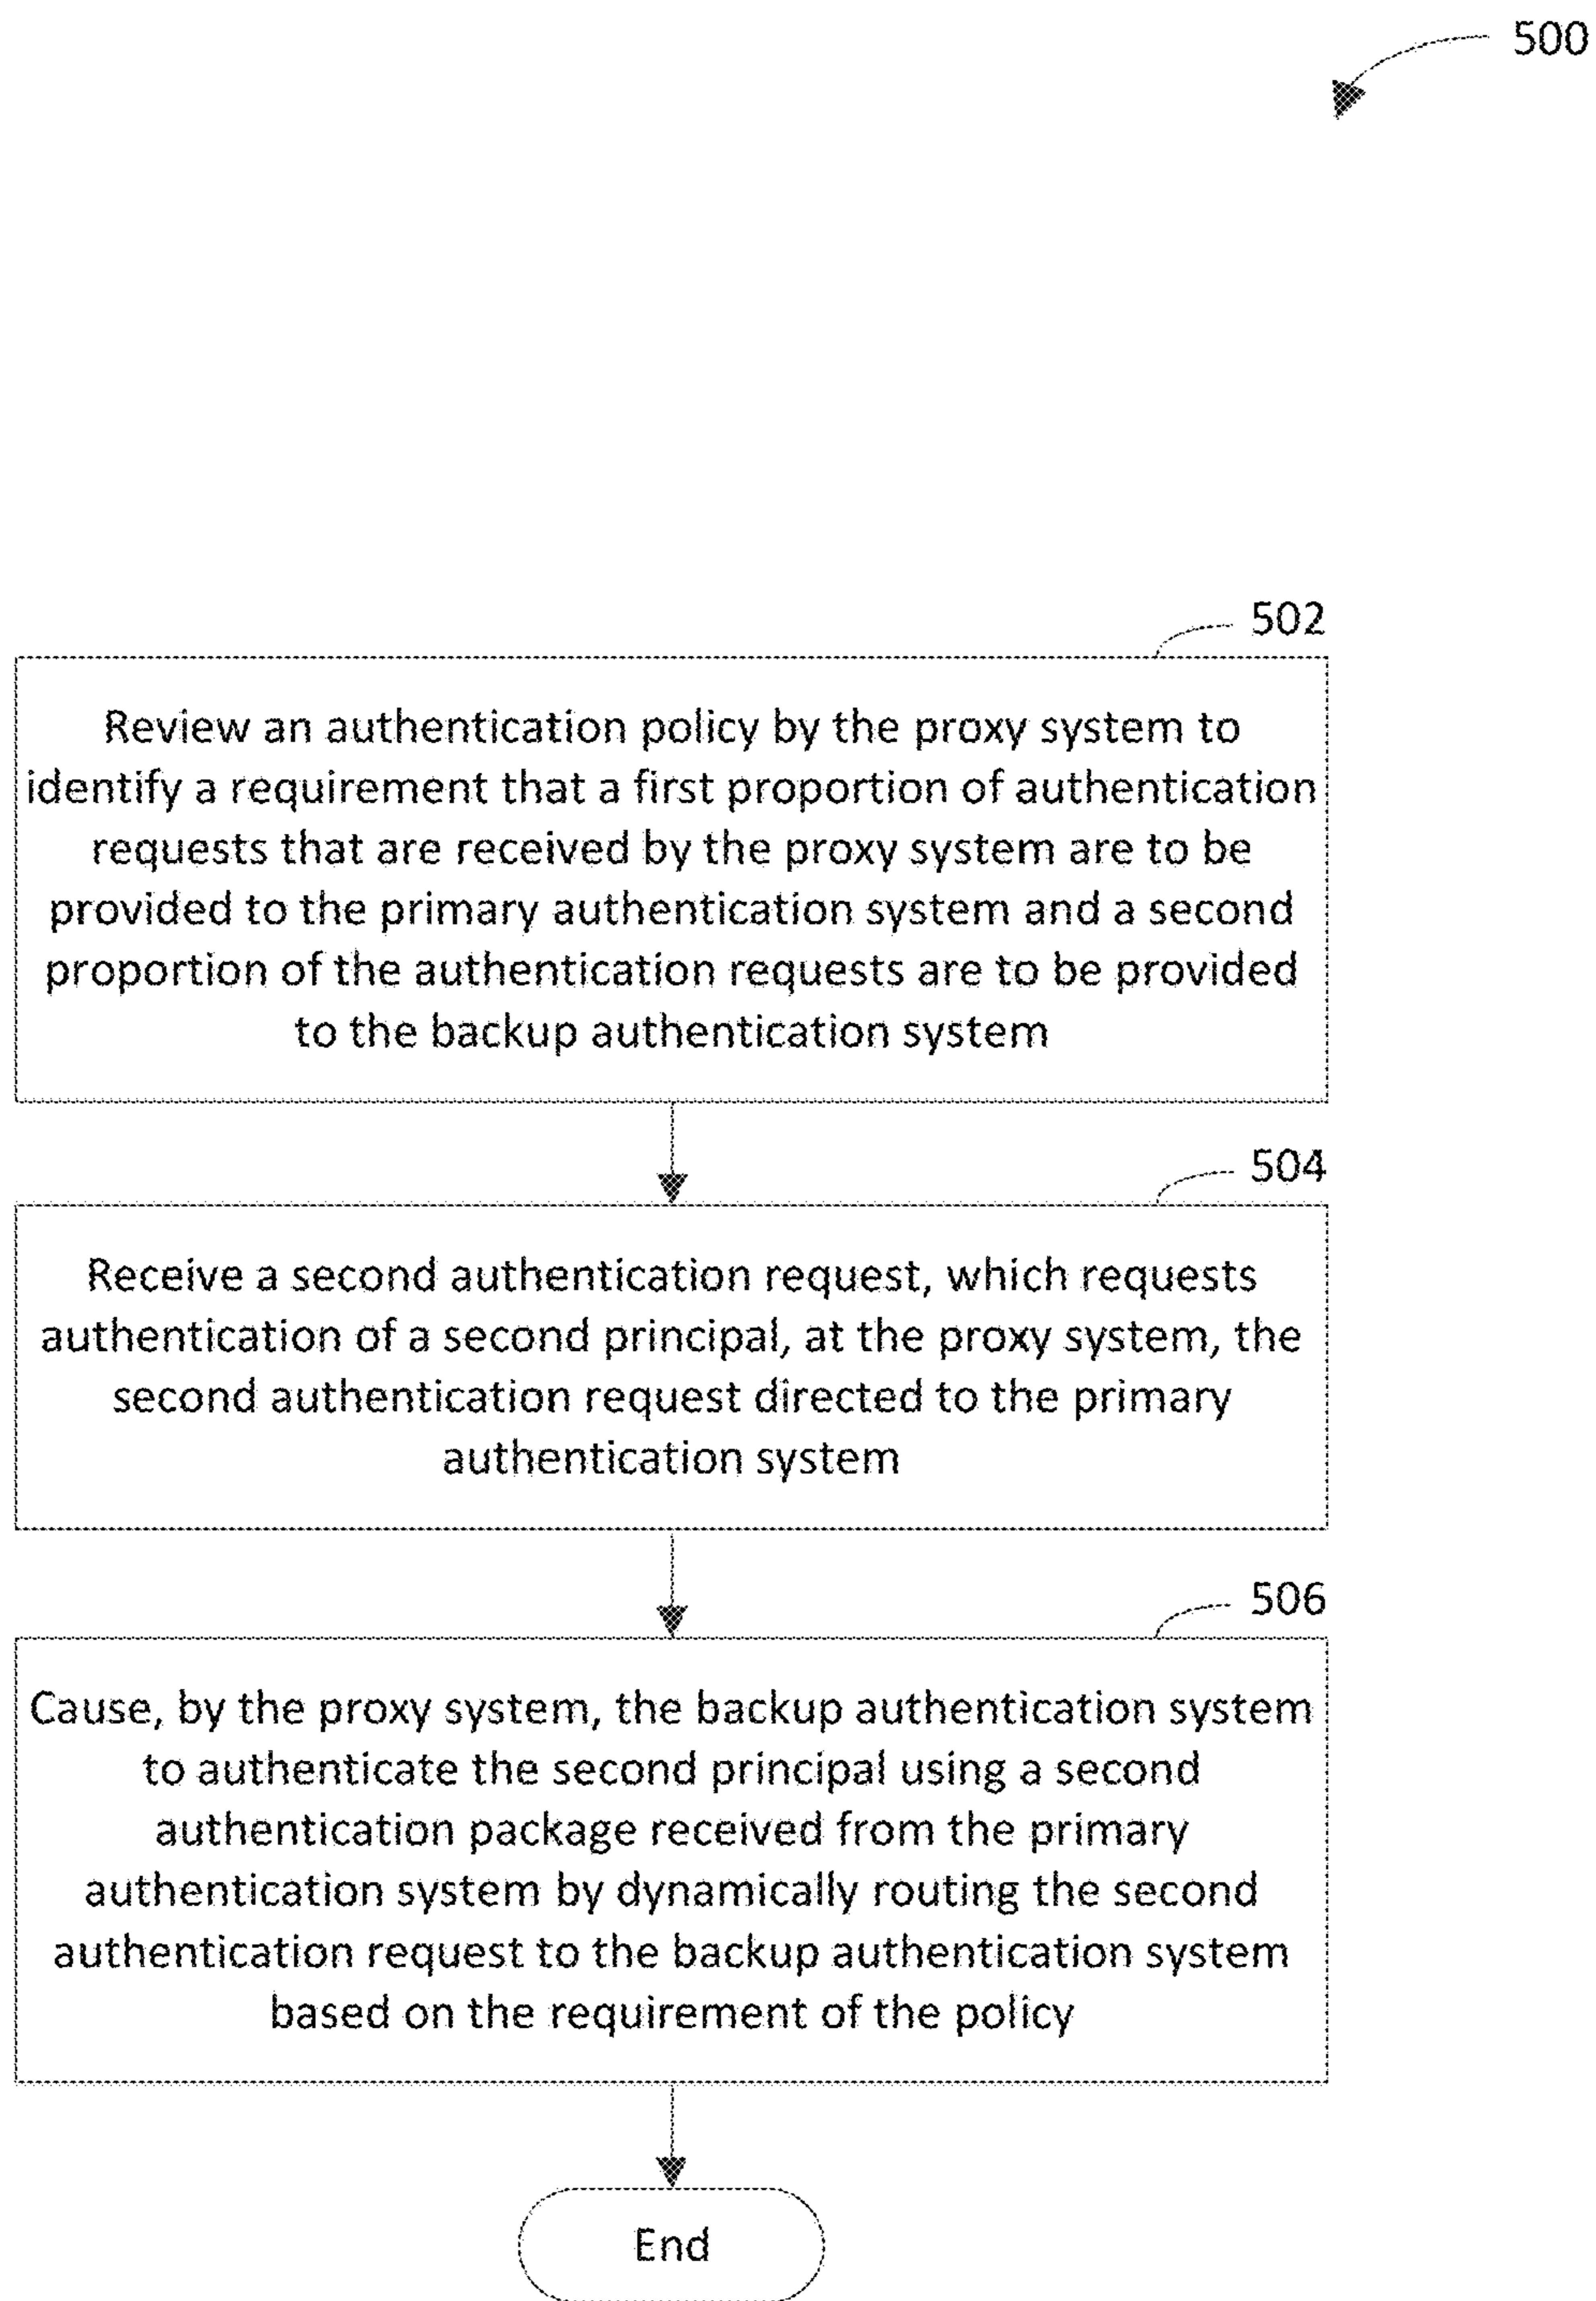 500
502
Review an authentication policy by the proxy system to
identify a requirement that a first proportion of authentication
requests that are received by the proxy system are to be
provided to the primary authentication system and a second
proportion of the authentication requests are to be provided
to the backup authentication system
504
Receive a second authentication request, which requests
authentication of a second principal, at the proxy system, the
second authentication request directed to the primary
authentication system
506
Cause, by the proxy system, the backup authentication system
to authenticate the second principal using a second
authentication package received from the primary
authentication system by dynamically routing the second
authentication request to the backup authentication system
based on the requirement of the policy
End